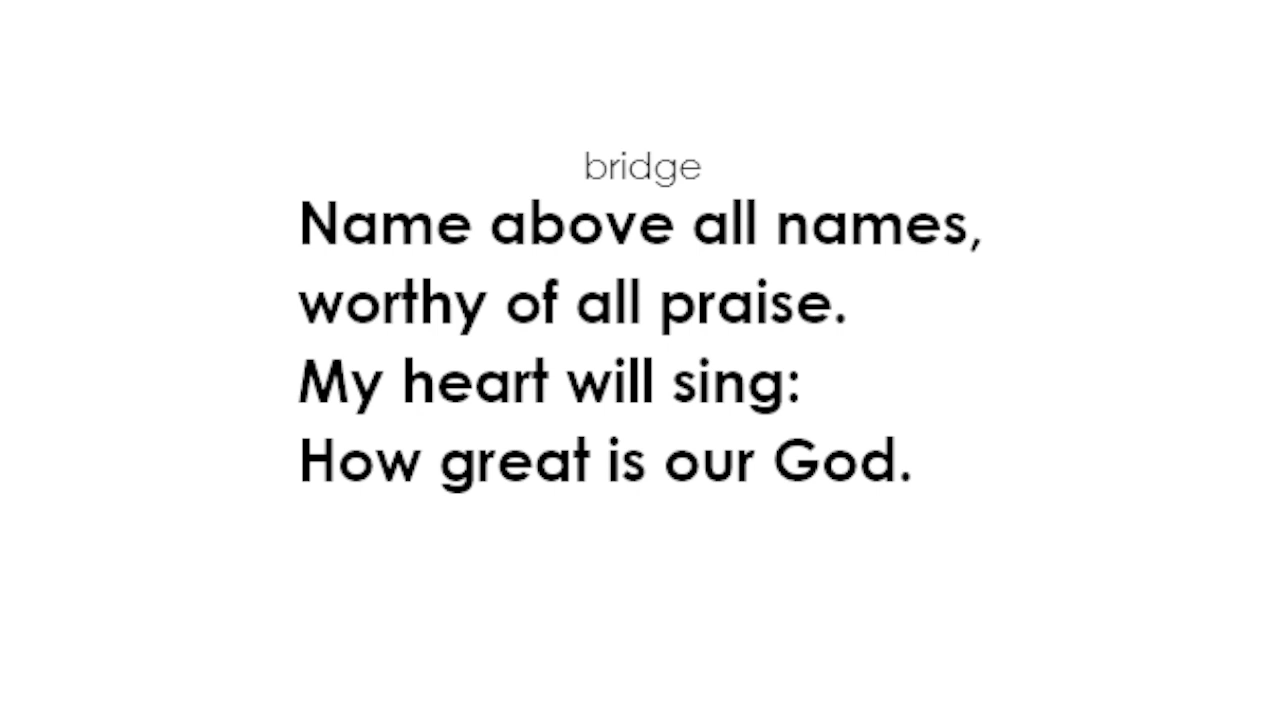 bridge
Name above all names,
worthy of all praise.
My heart will sing:
How great is our God.